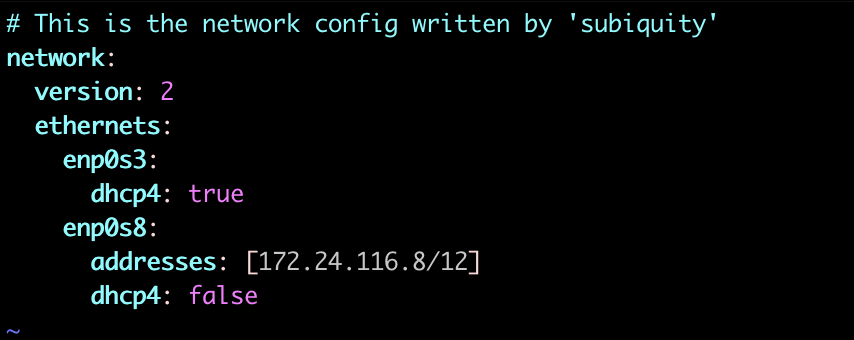 # This is the network config written by 'subiquity'
network:
  version: 2
  ethernets:
    enp0s3:
      dhcp4: true
    enp0s8:
      addresses: [172.24.116.8/12]
      dhcp4: false
~